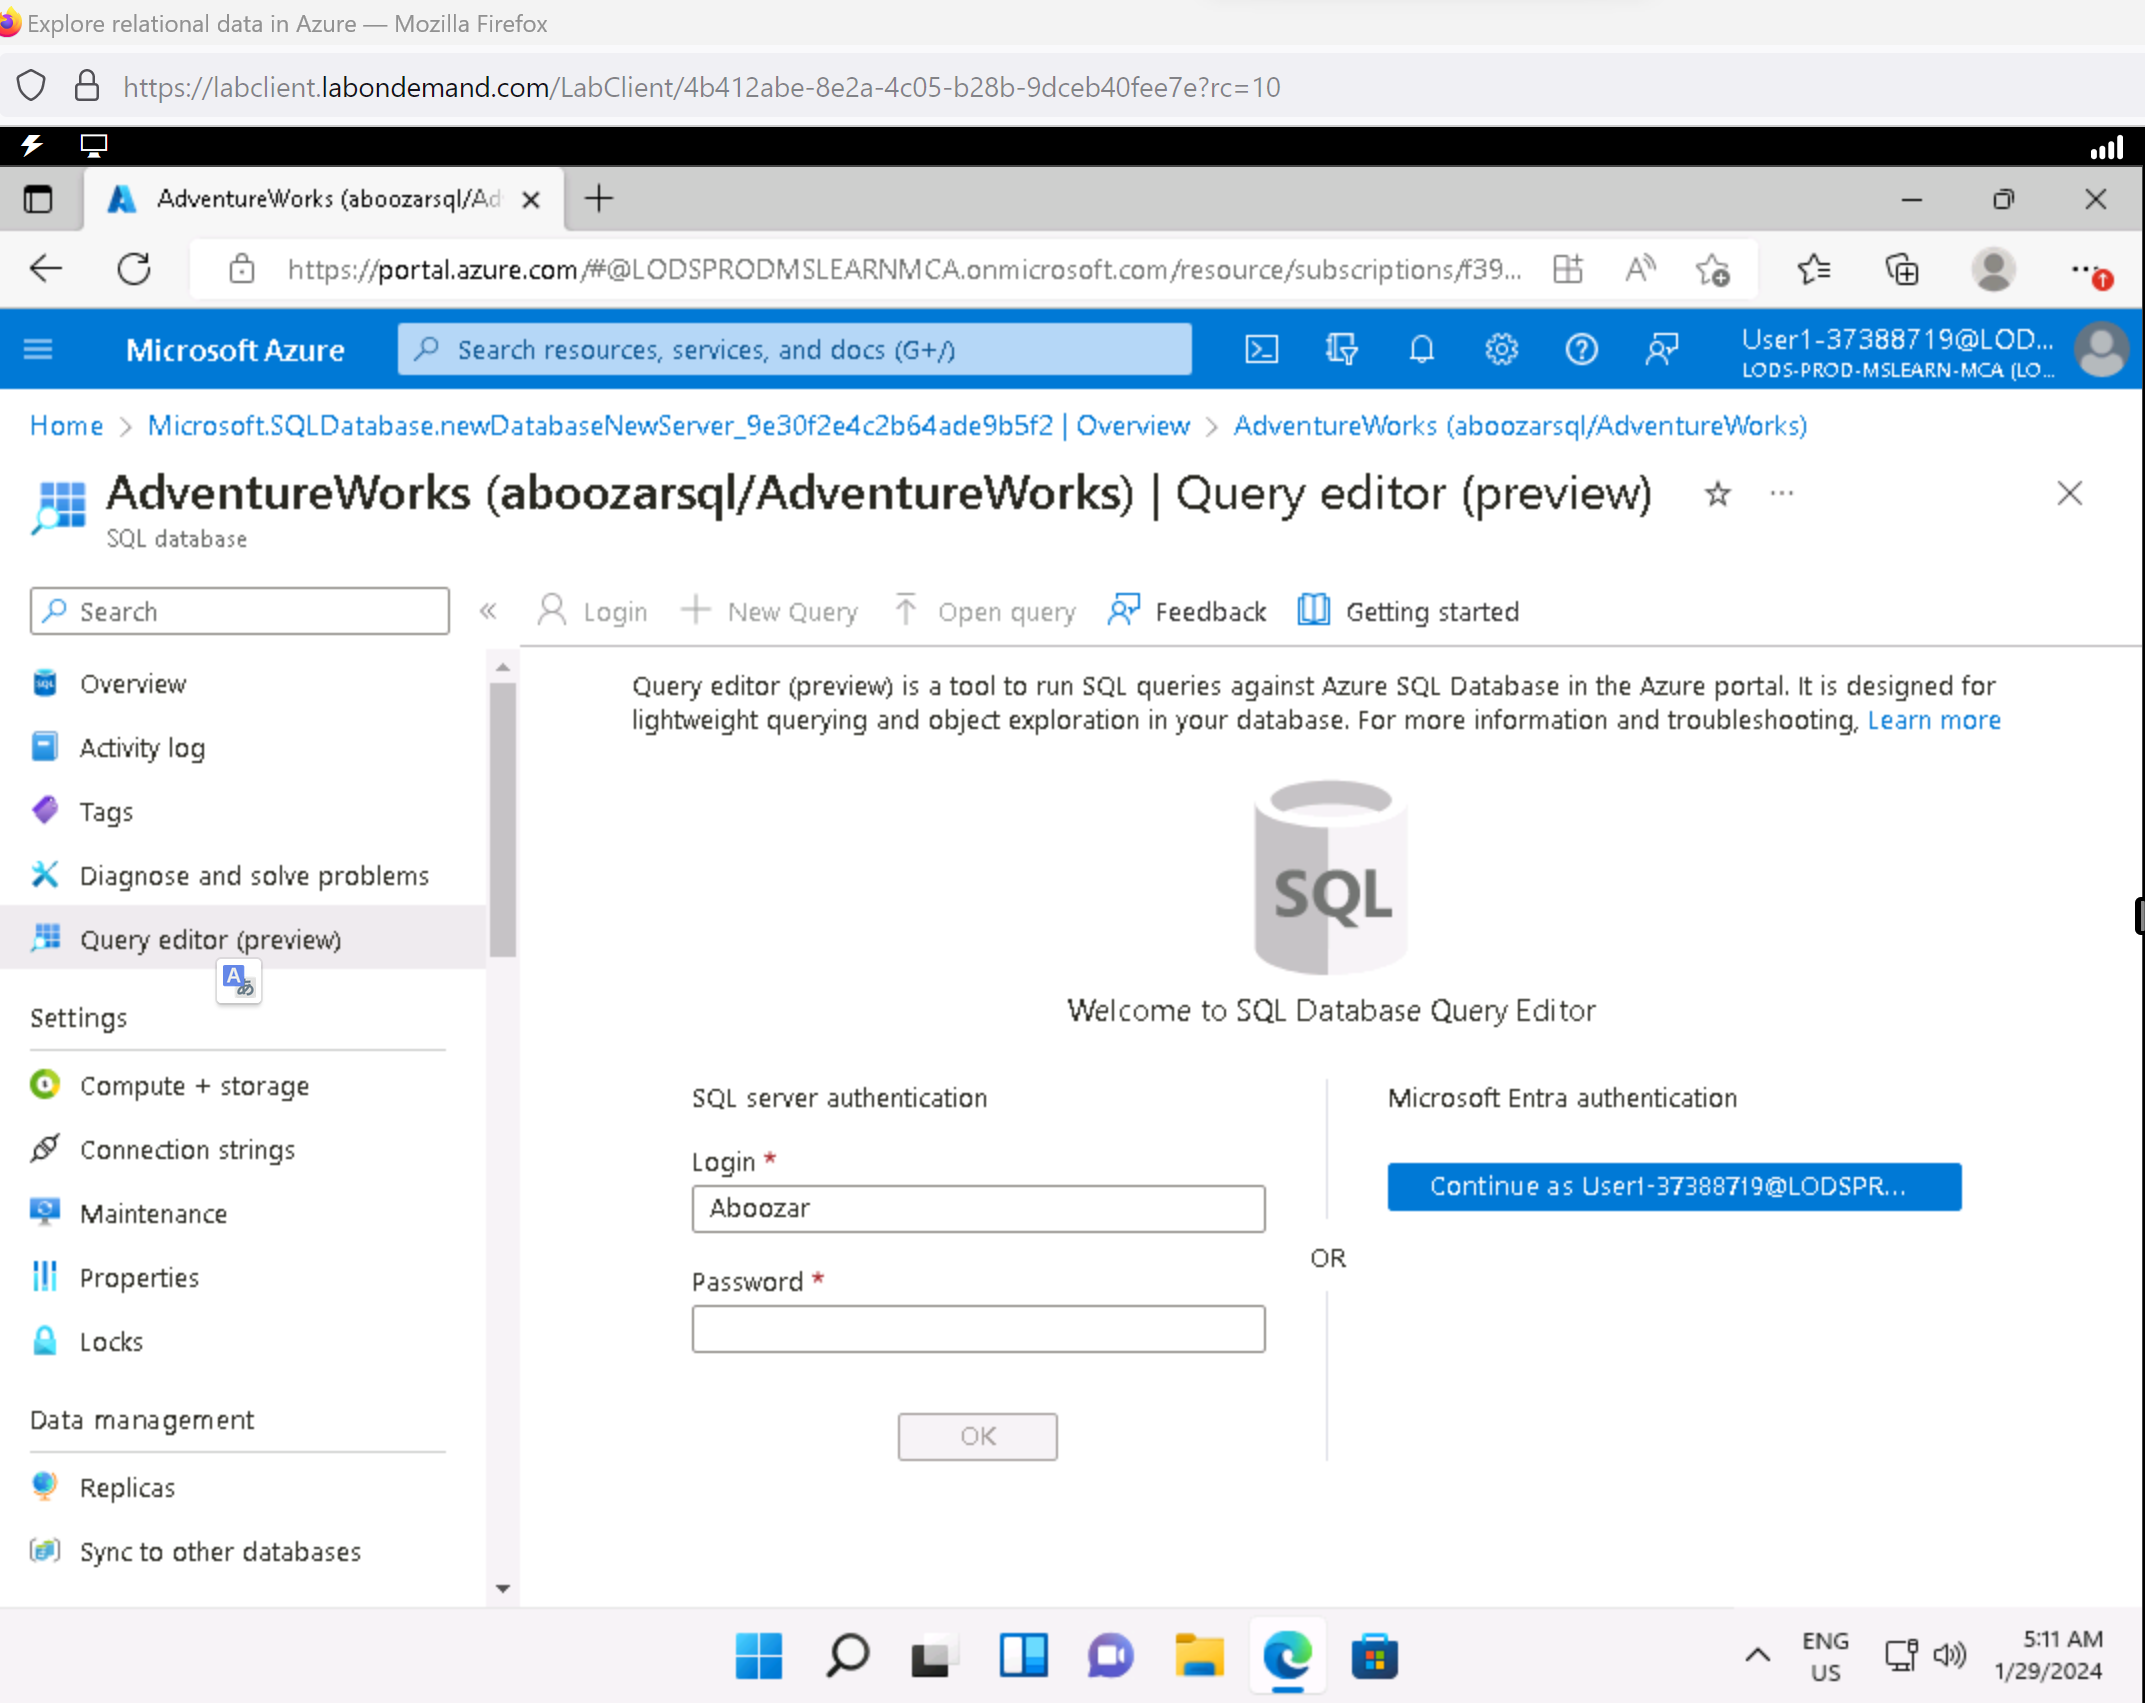 Explore relational data in Azure — Mozilla Firefox
https://labclient.labondemand.com/LabClient/4b412abe-8e2a-4c05-b28b-9dceb40fee7e?rc=10
AdventureWorks (aboozarsql/Ad
https://portal.azure.com/#@LODSPRODMSLEARNMCA.onmicrosoft.com/resource/subscriptions/f39...
Microsoft Azure
Search resources, services, and docs (G+/)
User1-37388719@LOD...
LODS-PROD-MSLEARN-MCA (LO...
Home > Microsoft.SQLDatabase.newDatabaseNewServer_9e30f2e4c2b64ade9b5f2 | Overview > AdventureWorks (aboozarsql/AdventureWorks)
AdventureWorks (aboozarsql/AdventureWorks) | Query editor (preview)
SQL database
Search
Login
New Query
Open query
Feedback
Getting started
Overview
Activity log
Tags
Diagnose and solve problems
Query editor (preview)
Settings
Compute + storage
Connection strings
Maintenance
Properties
Locks
Data management
Replicas
Sync to other databases
Query editor (preview) is a tool to run SQL queries against Azure SQL Database in the Azure portal. It is designed for
lightweight querying and object exploration in your database. For more information and troubleshooting, Learn more
SQL
Welcome to SQL Database Query Editor
SQL server authentication
Login *
Aboozar
Password *
OK
OR
Microsoft Entra authentication
Continue as User1-37388719@LODSPR...
ENG
US
5:11 AM
1/29/2024